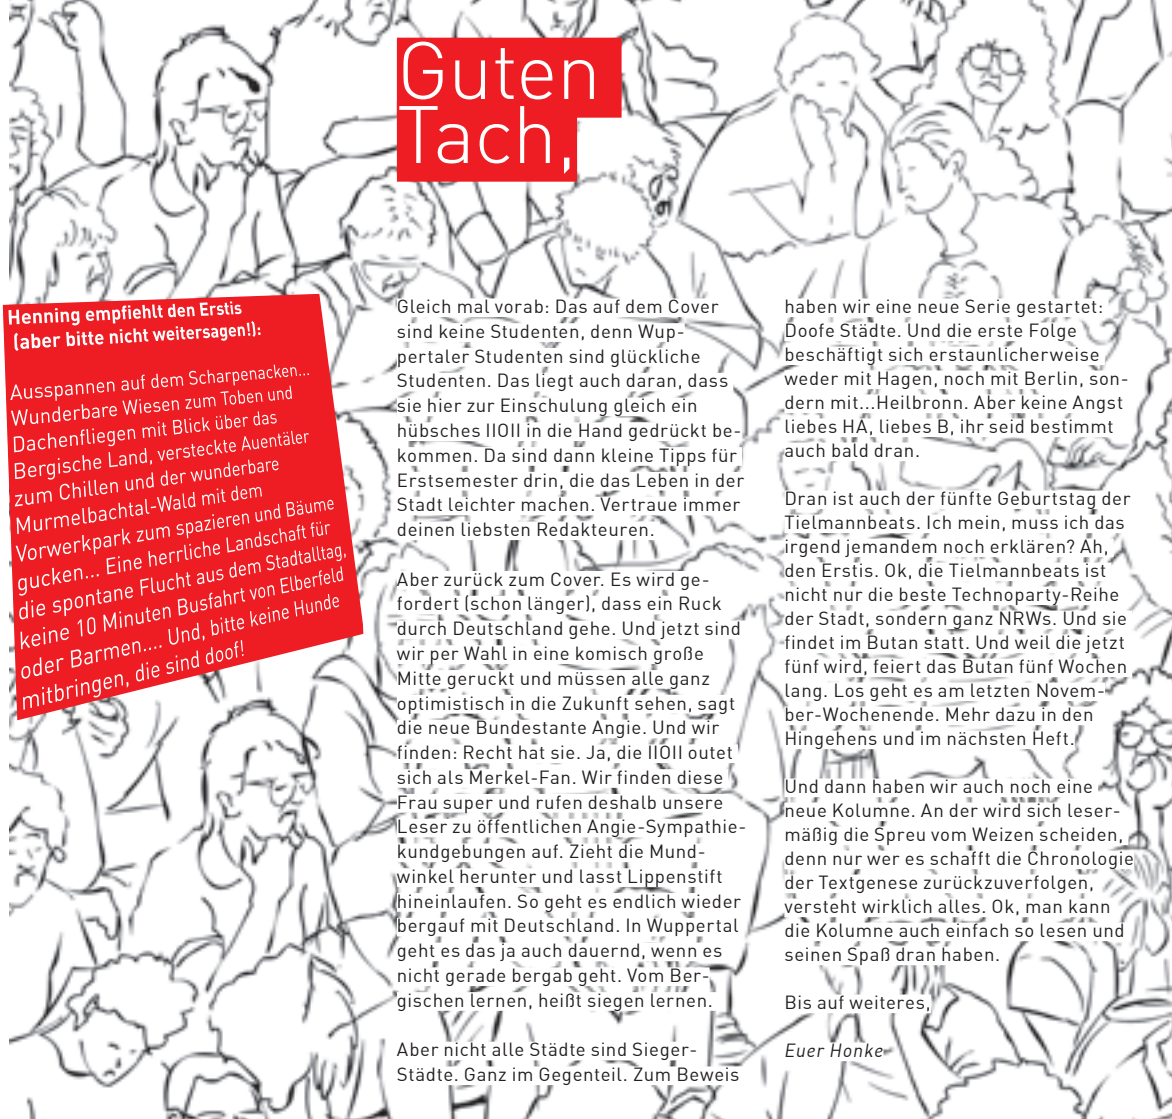 Guten
Tach,
Henning empfiehlt den Erstis
(aber bitte nicht weitersagen!):
Ausspannen auf dem Scharpenacken...
Wunderbare Wiesen zum Toben und
Dachenfliegen mit Blick über das
Bergische Land, versteckte Auentäler
zum Chillen und der wunderbare
Murmelbachtal-Wald mit dem
Vorwerkpark zum spazieren und Bäume
gucken... Eine herrliche Landschaft für
die spontane Flucht aus dem Stadtalltag,
keine 10 Minuten Busfahrt von Elberfeld
oder Barmen.... Und, bitte keine Hunde
mitbringen, die sind doof!
Gleich mal vorab: Das auf dem Cover
sind keine Studenten, denn Wup-
pertaler Studenten sind glückliche
Studenten. Das liegt auch daran, dass
sie hier zur Einschulung gleich ein
hübsches IIOII in die Hand gedrückt be-
kommen. Da sind dann kleine Tipps für
Erstsemester drin, die das Leben in der
Stadt leichter machen. Vertraue immer
deinen liebsten Redakteuren.
Aber zurück zum Cover. Es wird ge-
fordert (schon länger), dass ein Ruck
durch Deutschland gehe. Und jetzt sind
wir per Wahl in eine komisch große
Mitte geruckt und müssen alle ganz
optimistisch in die Zukunft sehen, sagt
die neue Bundestante Angie. Und wir
finden: Recht hat sie. Ja, die IIOII outet
sich als Merkel-Fan. Wir finden diese
Frau super und rufen deshalb unsere
Leser zu öffentlichen Angie-Sympathie-
kundgebungen auf. Zieht die Mund-
winkel herunter und lasst Lippenstift
hineinlaufen. So geht es endlich wieder
bergauf mit Deutschland. In Wuppertal
geht es das ja auch dauernd, wenn es
nicht gerade bergab geht. Vom Ber-
gischen lernen, heißt siegen lernen.
Aber nicht alle Städte sind Sieger-
Städte. Ganz im Gegenteil. Zum Beweis
haben wir eine neue Serie gestartet:
Doofe Städte. Und die erste Folge
beschäftigt sich erstaunlicherweise
weder mit Hagen, noch mit Berlin, son-
dern mit...Heilbronn. Aber keine Angst
liebes HA, liebes B, ihr seid bestimmt
auch bald dran.
Dran ist auch der fünfte Geburtstag der
Tielmannbeats. Ich mein, muss ich das
irgend jemandem noch erklären? Ah,
den Erstis. Ok, die Tielmannbeats ist
nicht nur die beste Technoparty-Reihe
der Stadt, sondern ganz NRWs. Und sie
findet im Butan statt. Und weil die jetzt
fünf wird, feiert das Butan fünf Wochen
lang. Los geht es am letzten Novem-
ber-Wochenende. Mehr dazu in den
Hingehens und im nächsten Heft.
Und dann haben wir auch noch eine
neue Kolumne. An der wird sich leser-
mäßig die Spreu vom Weizen scheiden,
denn nur wer es schafft die Chronologie
der Textgenese zurückzuverfolgen,
versteht wirklich alles. Ok, man kann
die Kolumne auch einfach so lesen und
seinen Spaß dran haben.
Bis auf weiteres,
Euer Honke